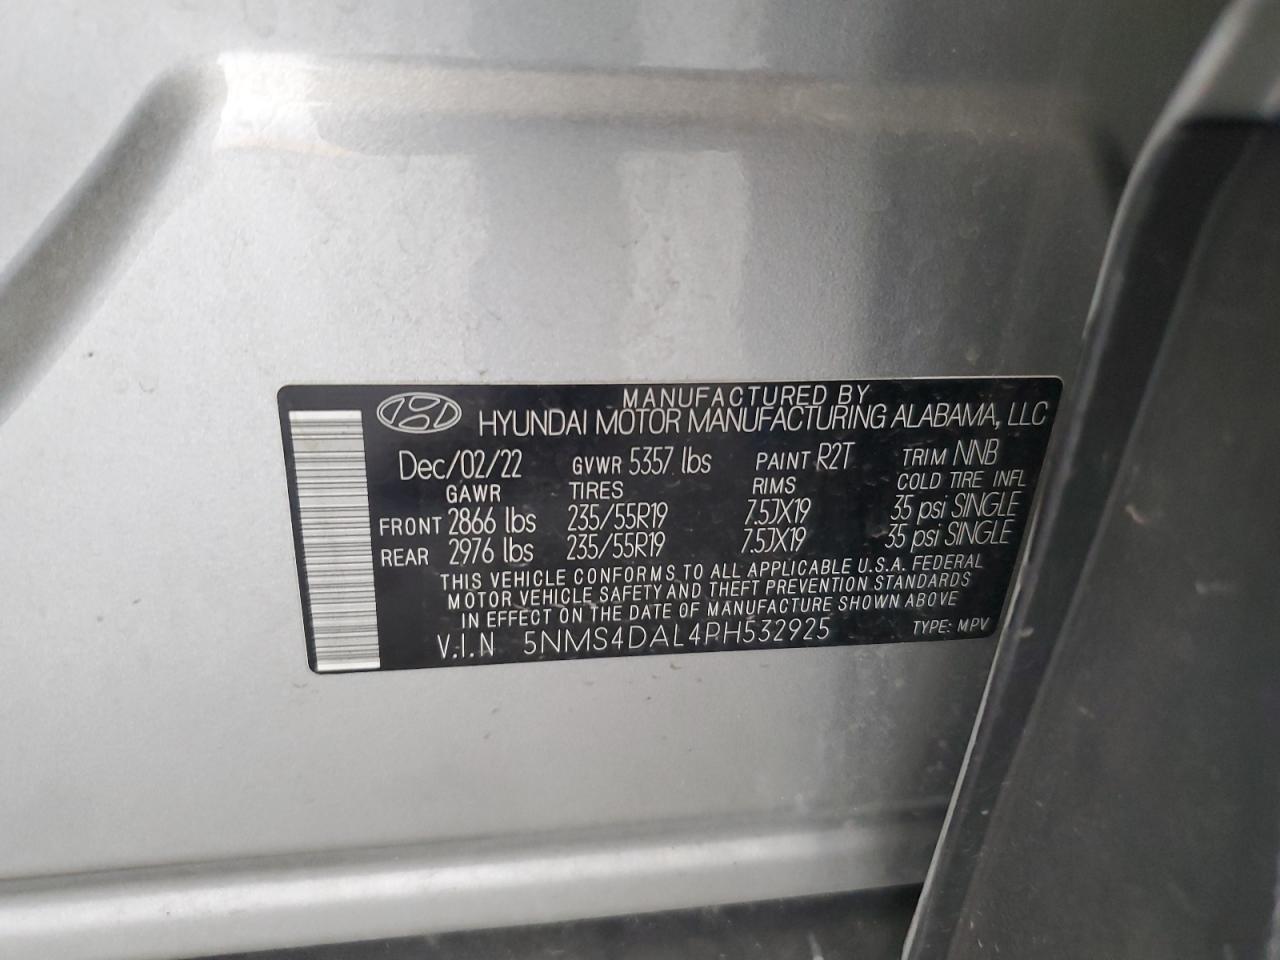 MANUFACTURED BY
HYUNDAI MOTOR MANUFACTURING ALABAMA, LLC
Dec/02/22 GVWR 5357 lbs PAINT R2T TRIM NNB
GAWR TIRES RIMS COLD TIRE INFL
FRONT 2866 lbs 235/55R19 7.5JX19 35 psi SINGLE
REAR 2976 lbs 235/55R19 7.5JX19 35 psi SINGLE
THIS VEHICLE CONFORMS TO ALL APPLICABLE U.S.A. FEDERAL
MOTOR VEHICLE SAFETY AND THEFT PREVENTION STANDARDS
IN EFFECT ON THE DATE OF MANUFACTURE SHOWN ABOVE
V.I.N 5NMS4DAL4PH532925 TYPE: MPV